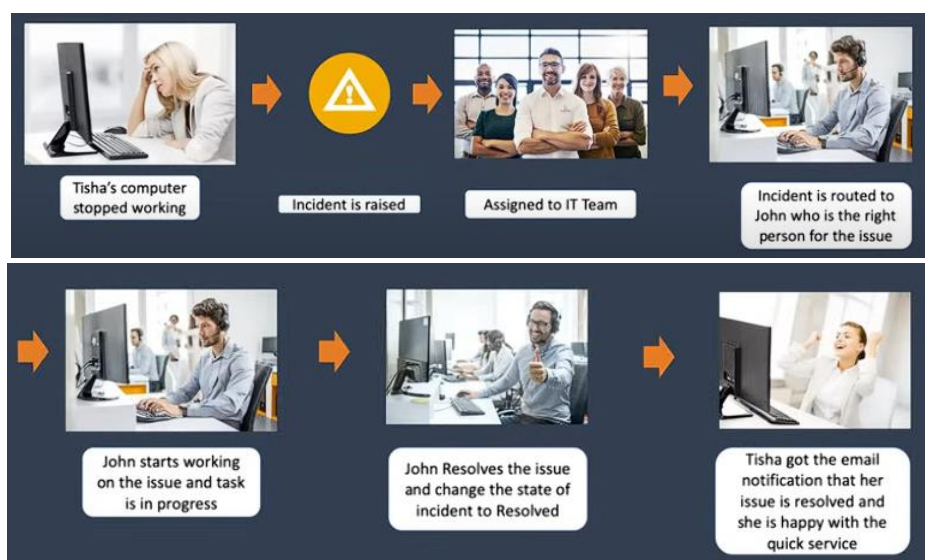 Tisha's computer
stopped working
Incident is raised
Assigned to IT Team
Incident is routed to
John who is the right
person for the issue
John starts working
on the issue and task
is in progress
John Resolves the issue
and change the state of
incident to Resolved
Tisha got the email
notification that her
issue is resolved and
she is happy with the
quick service